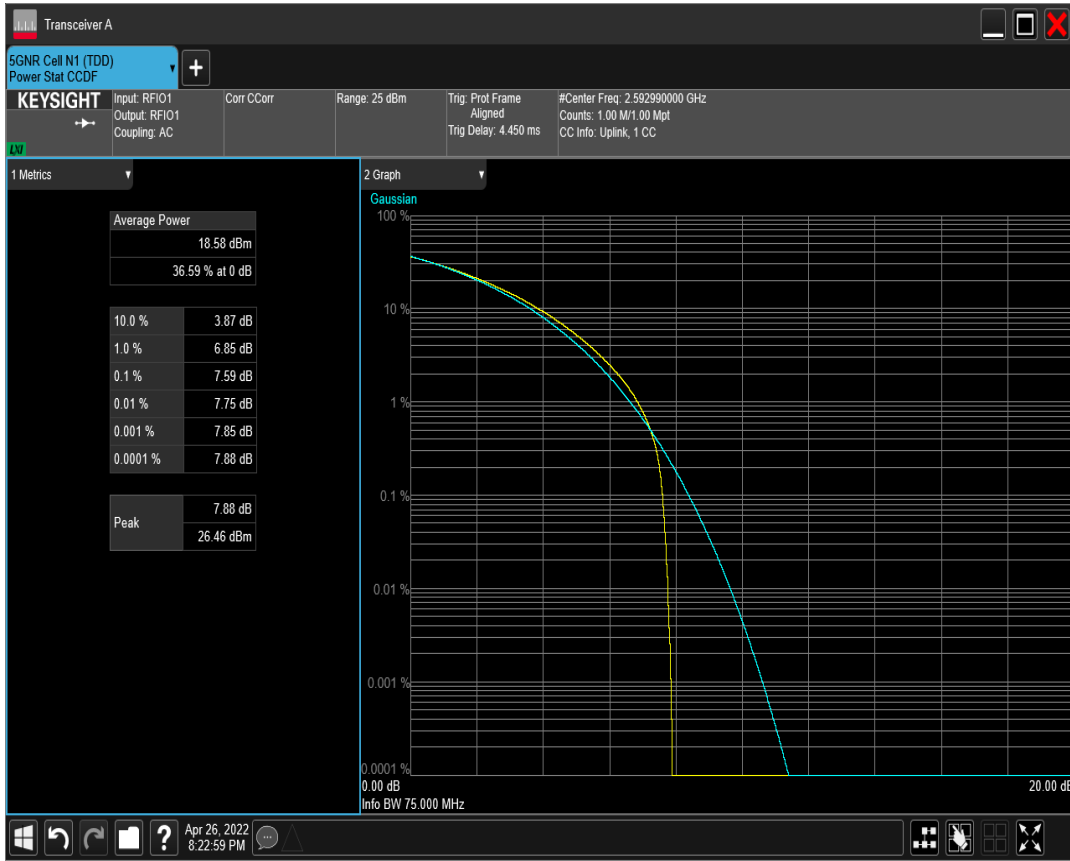 Transceiver A
5GNR Cell N1 (TDD)
Power Stat CCDF
KEYSIGHT
LXI
Input: RFIO1
Output: RFIO1
Coupling: AC
Corr CCorr
Range: 25 dBm
Trig: Prot Frame
Aligned
Trig Delay: 4.450 ms
#Center Freq: 2.592990000 GHz
Counts: 1.00 M/1.00 Mpt
CC Info: Uplink, 1 CC
1 Metrics
Average Power
18.58 dBm
36.59 % at 0 dB
10.0 % 3.87 dB
1.0 % 6.85 dB
0.1 % 7.59 dB
0.01 % 7.75 dB
0.001 % 7.85 dB
0.0001 % 7.88 dB
Peak
7.88 dB
26.46 dBm
2 Graph
Gaussian
100 %
10 %
1 %
0.1 %
0.01 %
0.001 %
0.0001 %
0.00 dB
20.00 dB
Info BW 75.000 MHz
?
Apr 26, 2022
8:22:59 PM